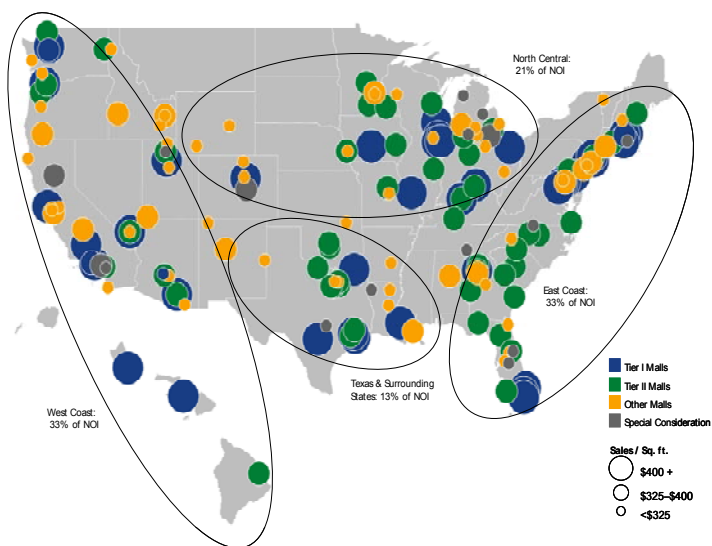 North Central:
21% of NOI
East Coast:
33% of NOI
Texas & Surrounding
States: 13% of NOI
West Coast:
33% of NOI
Tier I Malls
Tier II Malls
Other Malls
Special Consideration
Sales / Sq. ft.
$400 +
$325–$400
<$325